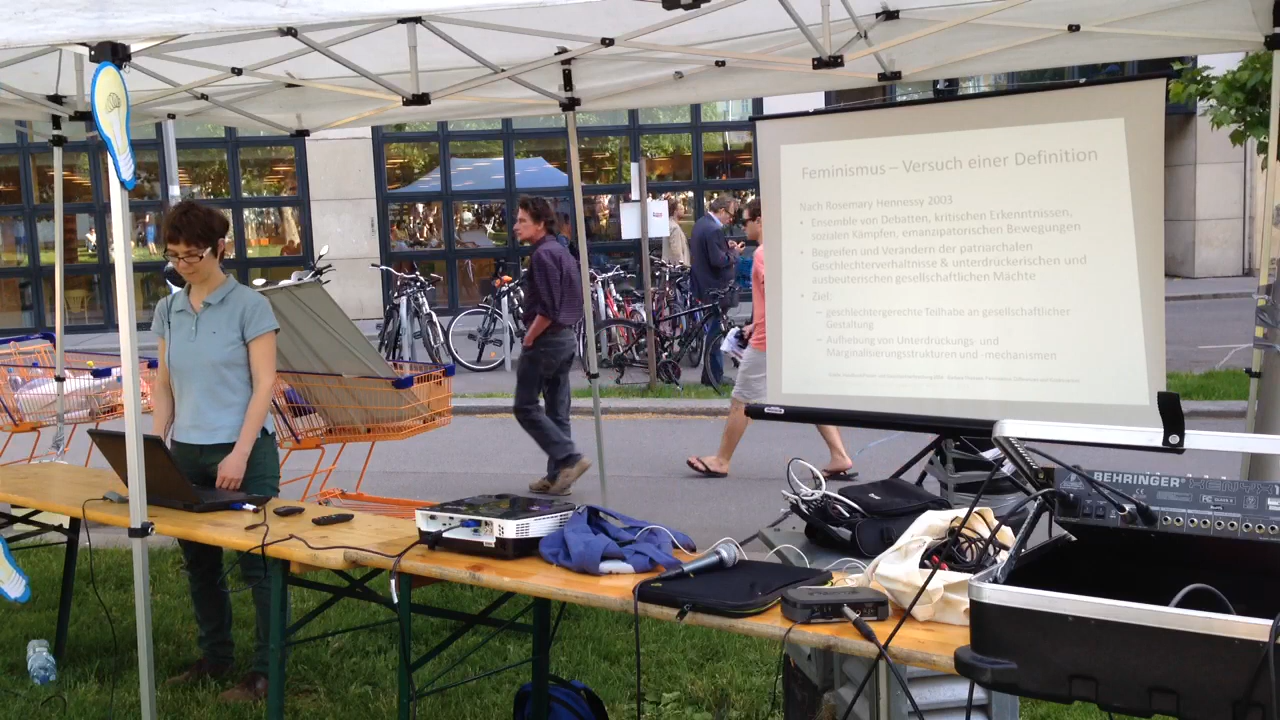 Feminismus – Versuch einer Definition
Nach Rosemary Hennessy 2003
• Ensemble von Debatten, kritischen Erkenntnissen,
sozialen Kämpfen, emanzipatorischen Bewegungen
• Begreifen und Verändern der patriarchalen
Geschlechterverhältnisse & unterdrückerischen und
ausbeuterischen gesellschaftlichen Mächte
• Ziel:
– geschlechtergerechte Teilhabe an gesellschaftlicher
Gestaltung
– Aufhebung von Unterdrückungs- und
Marginalisierungsstrukturen und -mechanismen
BEHRINGER XENYX